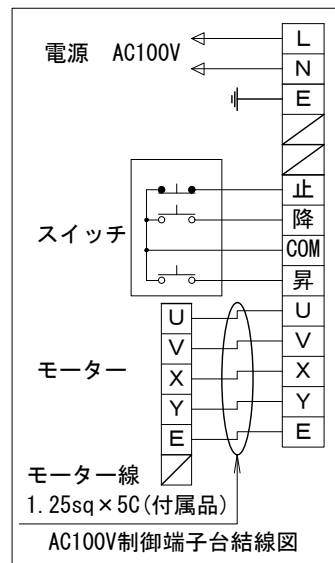 電源 AC100V
L
N
E
止
降
COM
昇
スイッチ
U
V
X
Y
E
モーター
U
V
X
Y
E
モーター線
1.25sq×5C(付属品)
AC100V制御端子台結線図